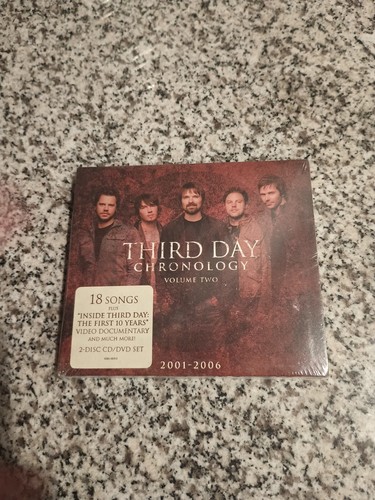 THIRD DAY
CHRONOLOGY
VOLUME TWO
18 SONGS
PLUS
"INSIDE THIRD DAY:
THE FIRST 10 YEARS"
VIDEO DOCUMENTARY
AND MUCH MORE!
2-DISC CD/DVD SET
2001-2006